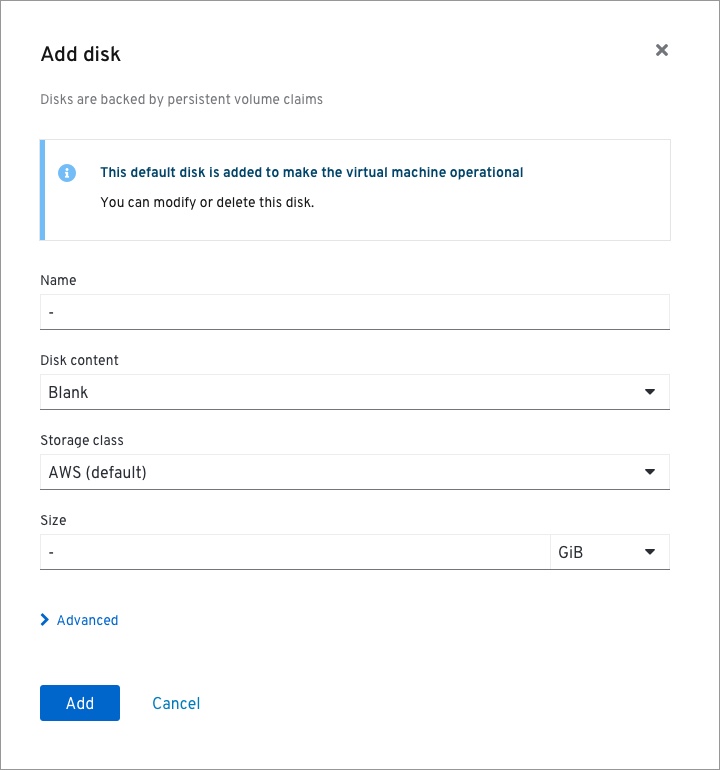 Add disk
Disks are backed by persistent volume claims
This default disk is added to make the virtual machine operational
You can modify or delete this disk.
Name
-
Disk content
Blank
Storage class
AWS (default)
Size
- GiB
Advanced
Add Cancel